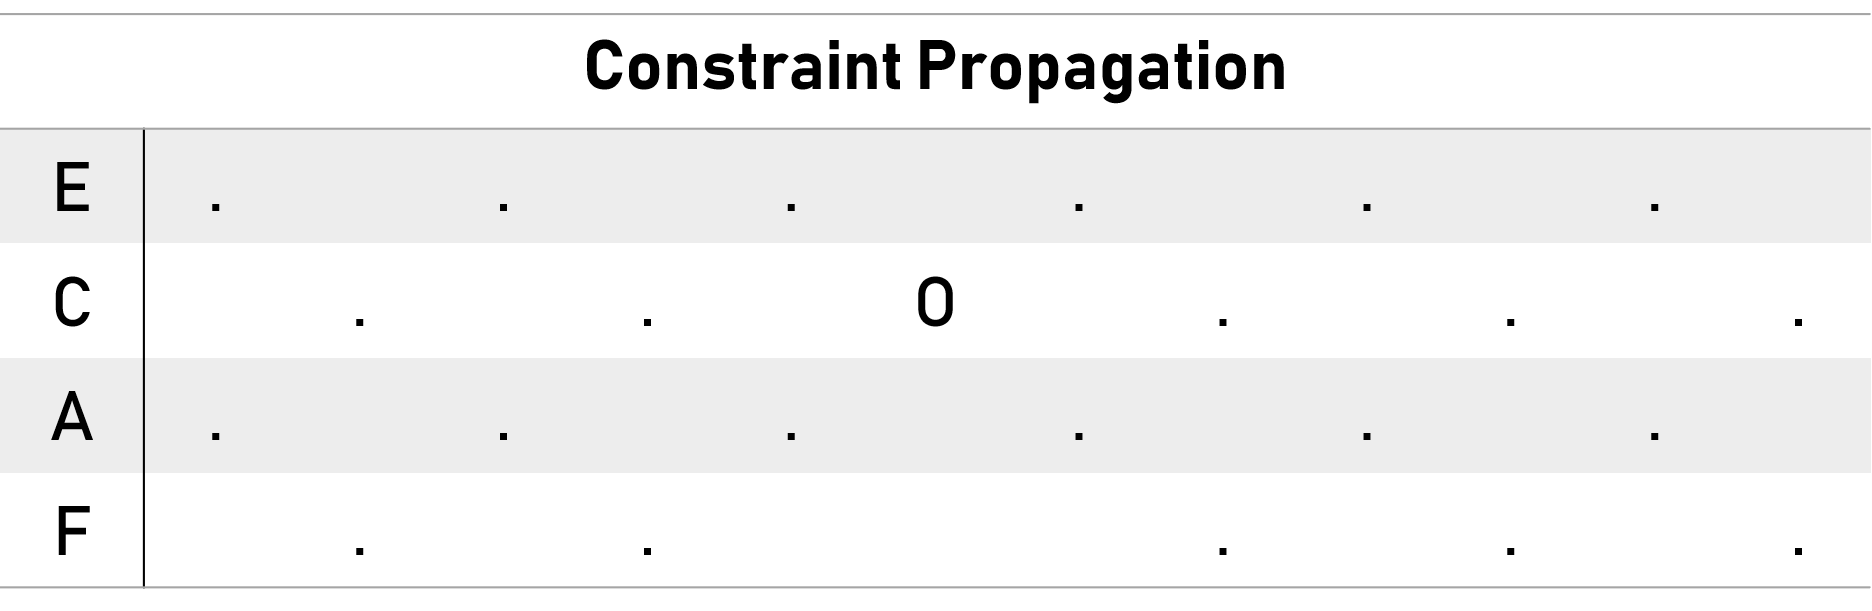 Constraint Propagation
E . . . . . .
C . . O . . .
A . . . . . .
F . . . . .